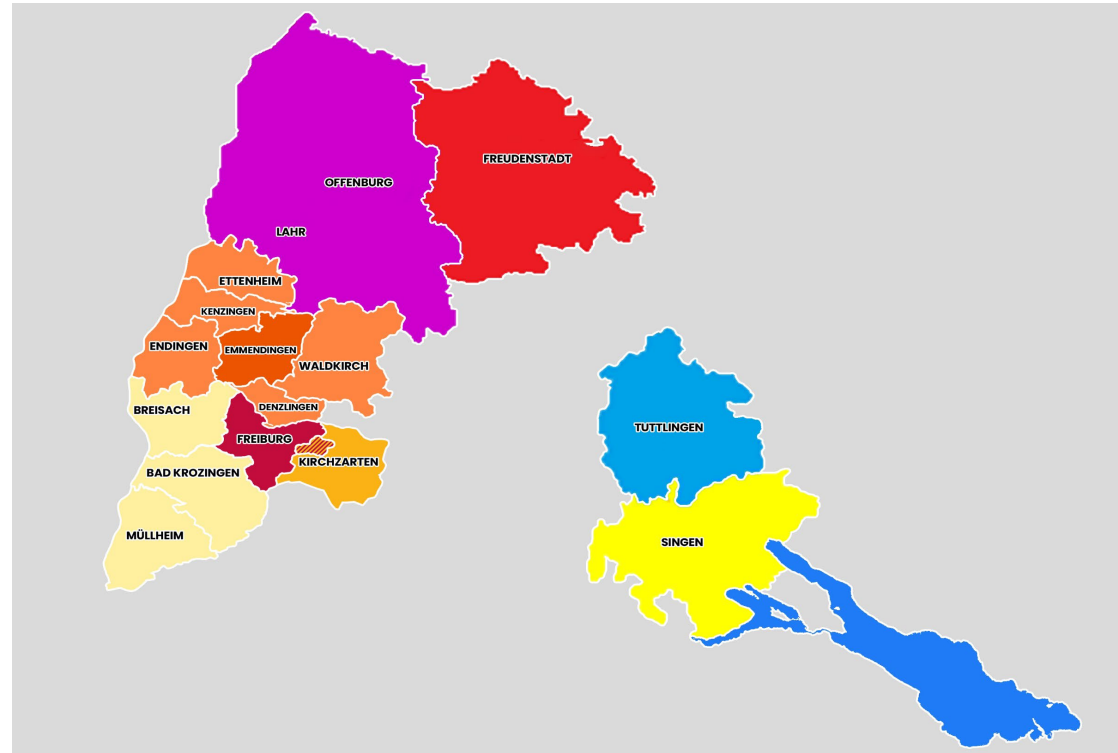 FREUDENSTADT
OFFENBURG
LAHR
ETTENHEIM
KENZINGEN
ENDINGEN
EMMENDINGEN
WALDKIRCH
BREISACH
DENZLINGEN
FREIBURG
TUTTLINGEN
KIRCHZARTEN
BAD KROZINGEN
MÜLLHEIM
SINGEN